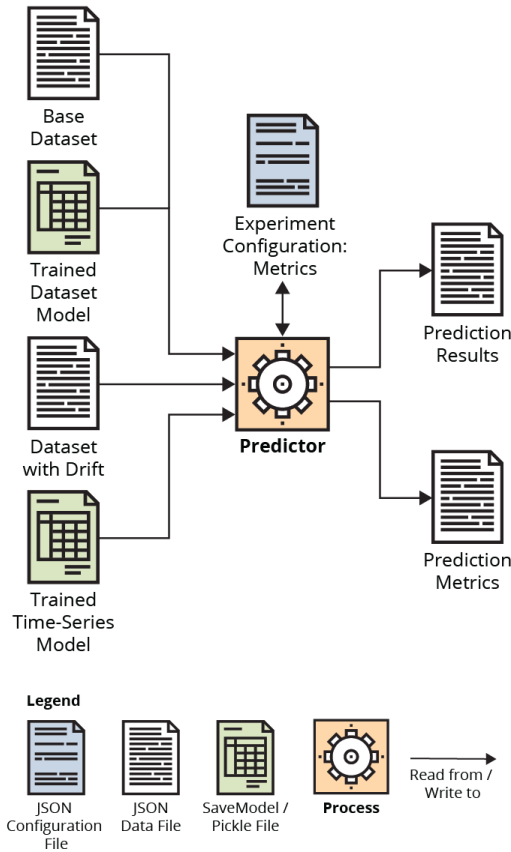 Base
Dataset
Trained
Dataset
Model
Dataset
with Drift
Trained
Time-Series
Model
Experiment
Configuration:
Metrics
Predictor
Prediction
Results
Prediction
Metrics
Legend
JSON
Configuration
File
JSON
Data File
SaveModel /
Pickle File
Process
Read from /
Write to